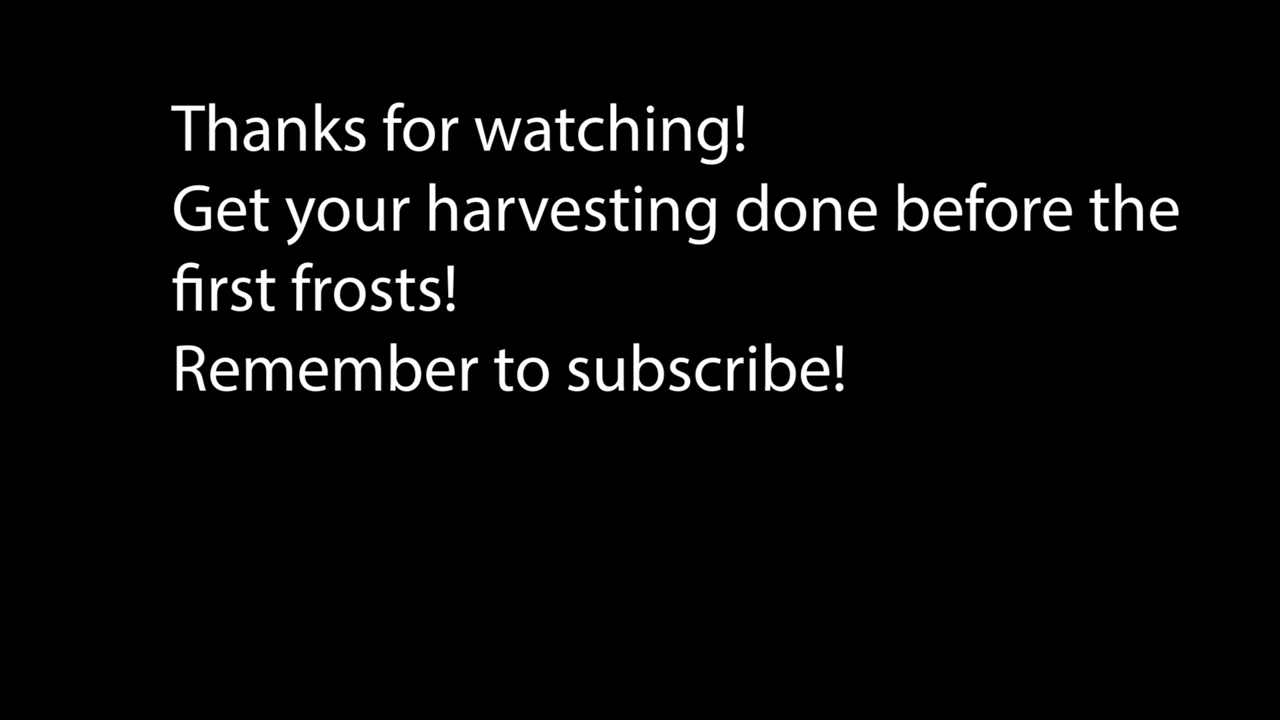 Thanks for watching!
Get your harvesting done before the
first frosts!
Remember to subscribe!